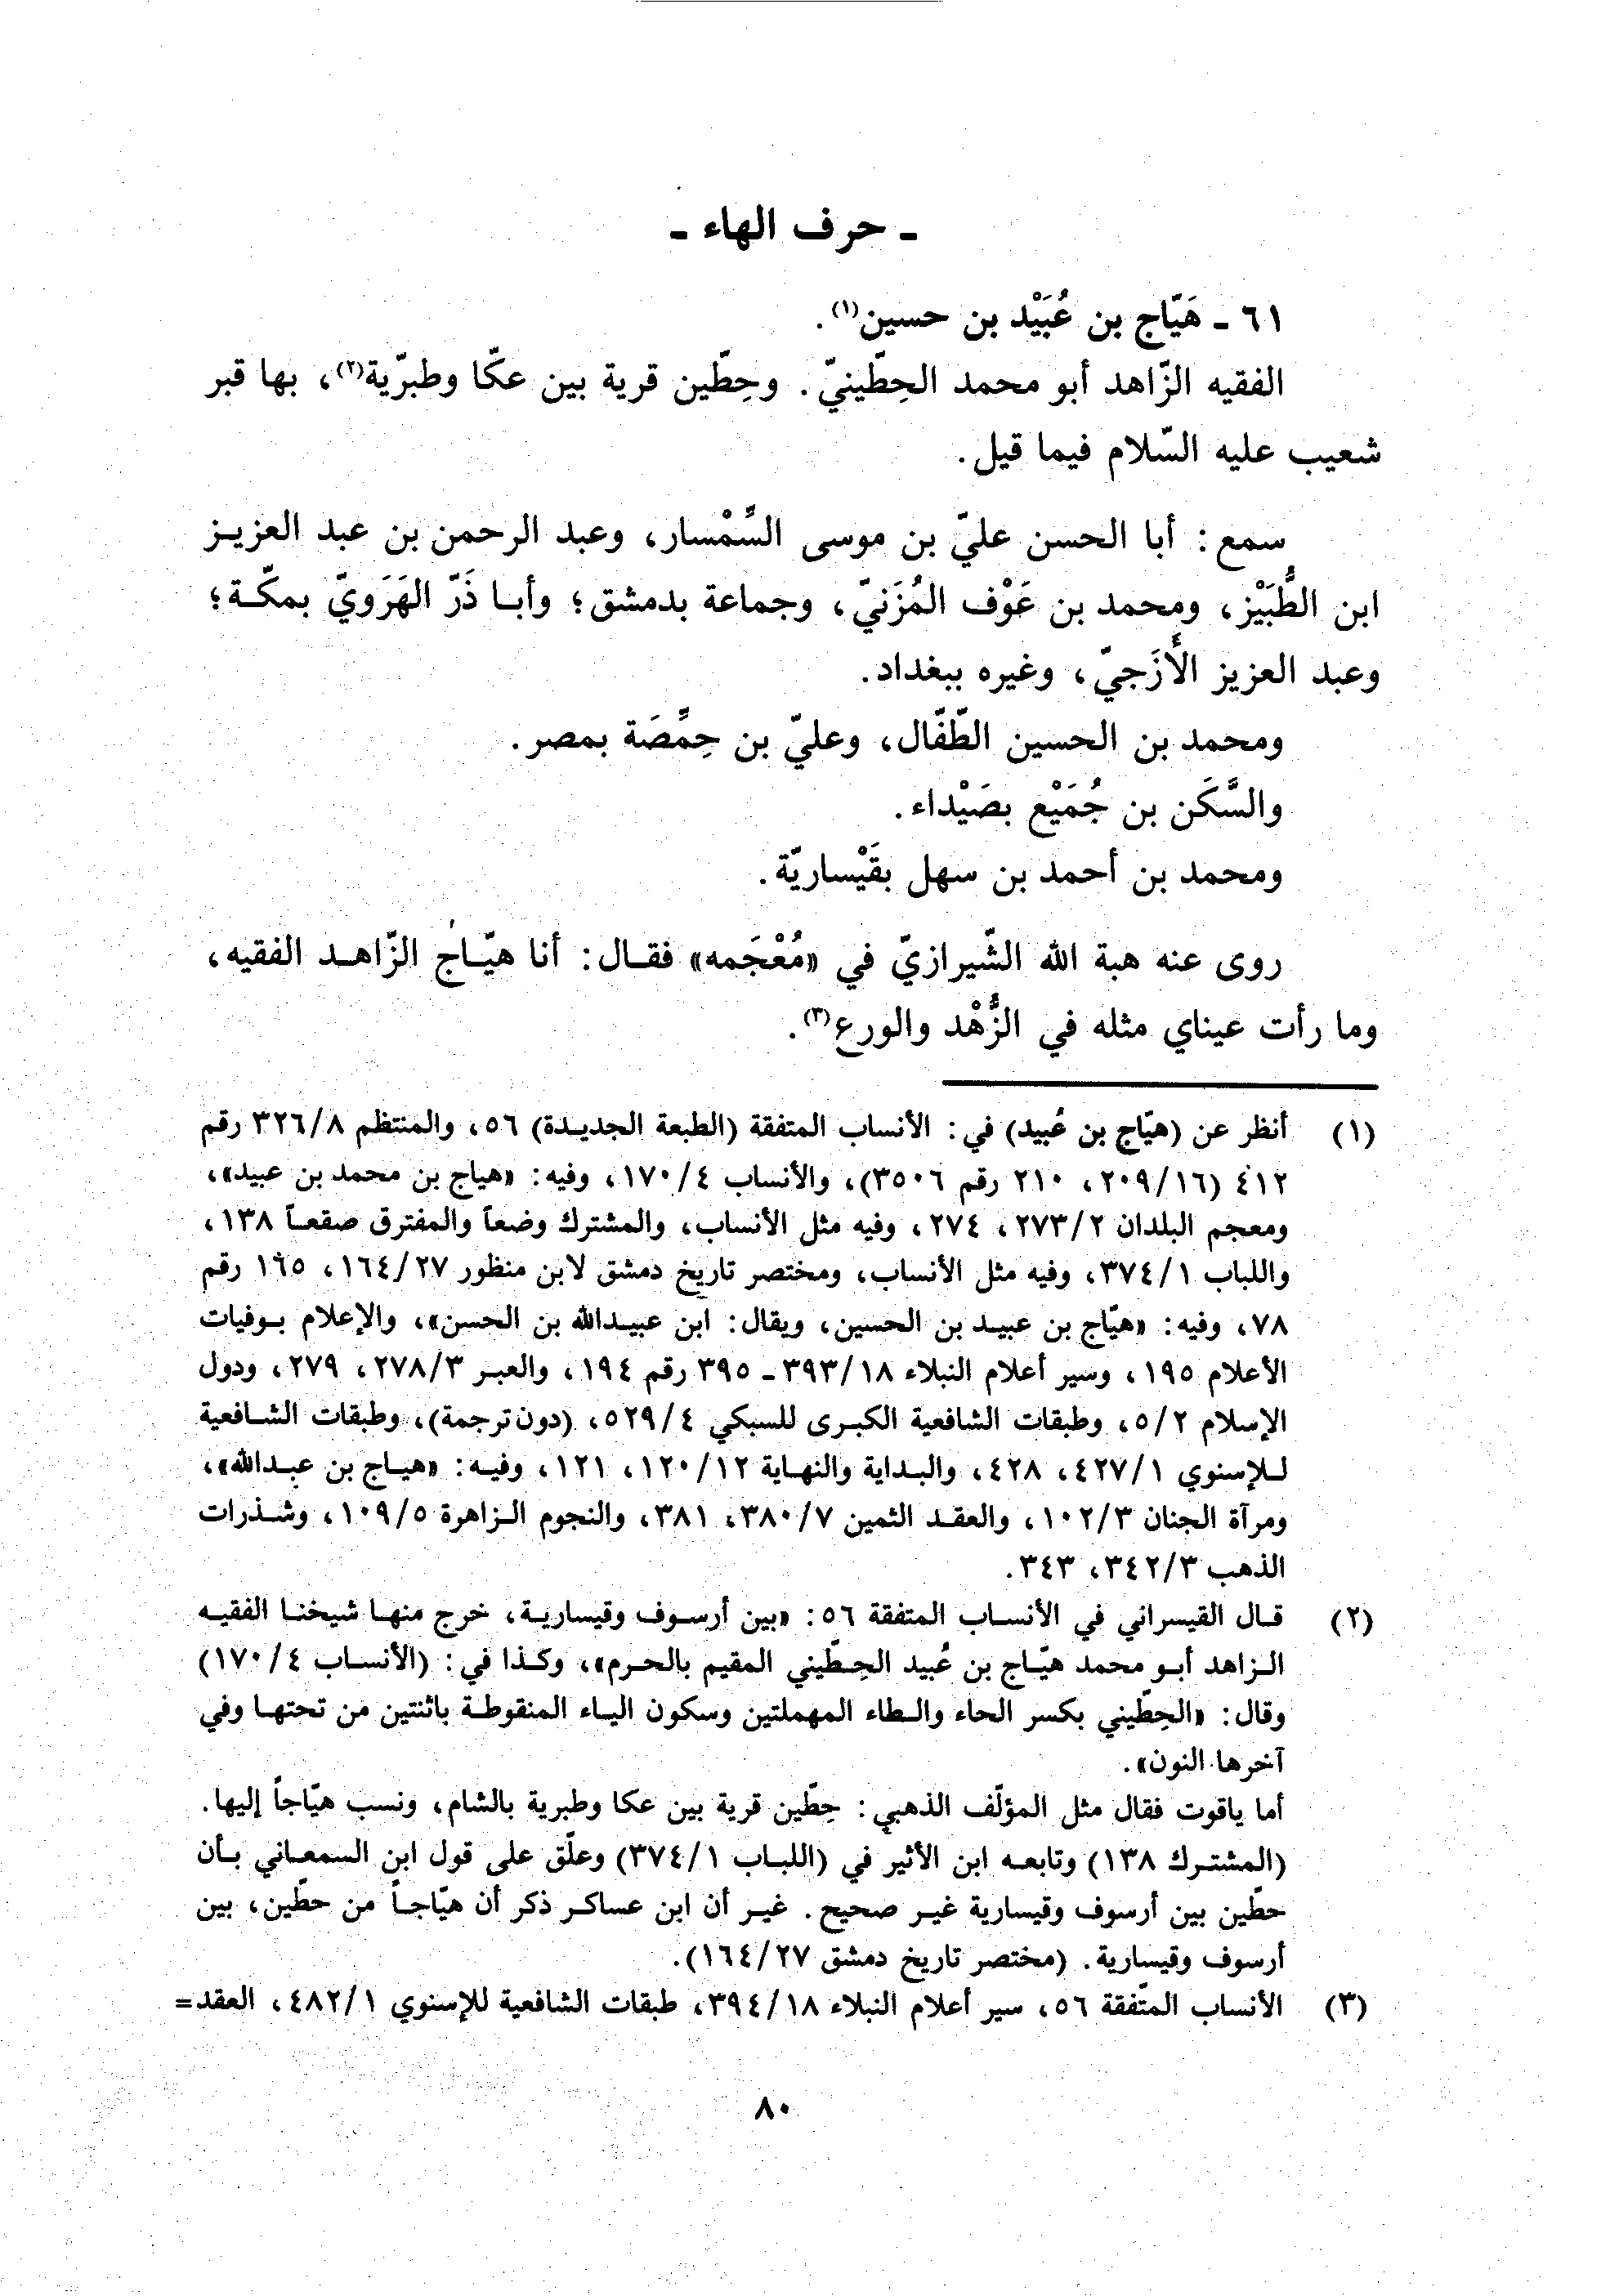 ـ حرف الهاء ـ
٦١ ـ هَيّاج بن عُبَيْد بن حسين(١).
الفقيه الزّاهد أبو محمد الحِطّينيّ. وحِطّين قرية بين عكّا وطبرّية(٢)، بها قبر
شعيب عليه السّلام فيما قيل.
سمع: أبا الحسن عليّ بن موسى السِّمْسار، وعبد الرحمن بن عبد العزيز
ابن الطُّبَيْز، ومحمد بن عَوْف المُزَنيّ، وجماعة بدمشق؛ وأبا ذَرّ الهَرَويّ بمكّة؛
وعبد العزيز الأَزَجيّ، وغيره ببغداد.
ومحمد بن الحسين الطّفّال، وعليّ بن حِمِّصَة بمصر.
والسَّكَن بن جُمَيْع بصَيْداء.
ومحمد بن أحمد بن سهل بقَيْساريّة.
روى عنه هبة الله الشّيرازيّ في «مُعْجَمه» فقال: أنا هيّاج الزّاهد الفقيه،
وما رأت عيناي مثله في الزُّهْد والورع(٣).
(١) أنظر عن (هيّاج بن عُبيد) في: الأنساب المتفقة (الطبعة الجديدة) ٥٦، والمنتظم ٣٢٦/٨ رقم
٤١٢ (٢٠٩/١٦، ٢١٠ رقم ٣٥٠٦)، والأنساب ١٧٠/٤، وفيه: «هياج بن محمد بن عبيد»،
ومعجم البلدان ٢٧٣/٢، ٢٧٤، وفيه مثل الأنساب، والمشترك وضعاً والمفترق صقعاً ١٣٨،
واللباب ٣٧٤/١، وفيه مثل الأنساب، ومختصر تاريخ دمشق لابن منظور ١٦٤/٢٧، ١٦٥ رقم
٧٨، وفيه: «هيّاج بن عبيد بن الحسين، ويقال: ابن عبيدالله بن الحسن»، والإعلام بوفيات
الأعلام ١٩٥، وسير أعلام النبلاء ٣٩٣/١٨ ـ ٣٩٥ رقم ١٩٤، والعبر ٢٧٨/٣، ٢٧٩، ودول
الإسلام ٥/٢، وطبقات الشافعية الكبرى للسبكي ٥٢٩/٤، (دون ترجمة)، وطبقات الشافعية
للإسنوي ٤٢٧/١، ٤٢٨، والبداية والنهاية ١٢٠/١٢، ١٢١، وفيه: «هياج بن عبدالله»،
ومرآة الجنان ١٠٢/٣، والعقد الثمين ٣٨٠/٧، ٣٨١، والنجوم الزاهرة ١٠٩/٥، وشذرات
الذهب ٣٤٢/٣، ٣٤٣.
(٢) قال القيسراني في الأنساب المتفقة ٥٦: «بين أرسوف وقيسارية، خرج منها شيخنا الفقيه
الزاهد أبو محمد هيّاج بن عُبيد الحِطّيني المقيم بالحرم»، وكذا في: (الأنساب ١٧٠/٤)
وقال: «الحِطّيني بكسر الحاء والطاء المهملتين وسكون الياء المنقوطة باثنتين من تحتها وفي
آخرها النون».
أما ياقوت فقال مثل المؤلّف الذهبي: حِطّين قرية بين عكا وطبرية بالشام، ونسب هيّاجاً إليها.
(المشترك ١٣٨) وتابعه ابن الأثير في (اللباب ٣٧٤/١) وعلّق على قول ابن السمعاني بأن
حطّين بين أرسوف وقيسارية غير صحيح. غير أن ابن عساكر ذكر أن هيّاجاً من حطّين، بين
أرسوف وقيسارية. (مختصر تاريخ دمشق ١٦٤/٢٧).
(٣) الأنساب المتّفقة ٥٦، سير أعلام النبلاء ٣٩٤/١٨، طبقات الشافعية للإسنوي ٤٨٢/١، العقد=
٨٠